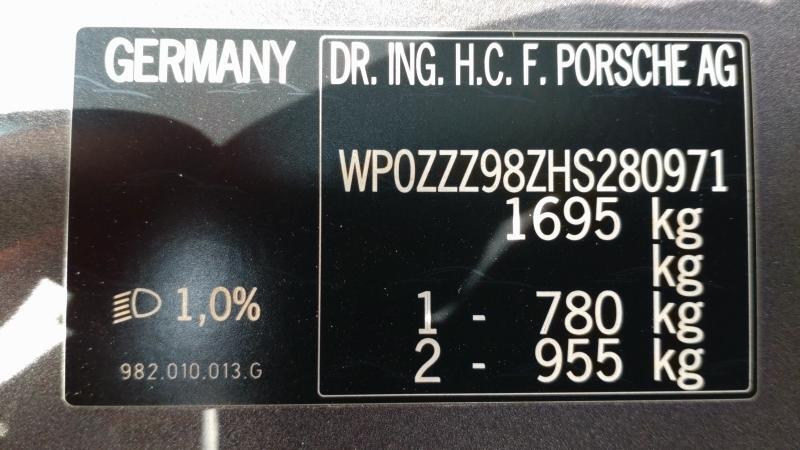 GERMANY
DR. ING. H.C. F. PORSCHE AG
WP0ZZZ98ZHS280971
1695 kg
kg
1 - 780 kg
2 - 955 kg
1,0%
982.010.013.G